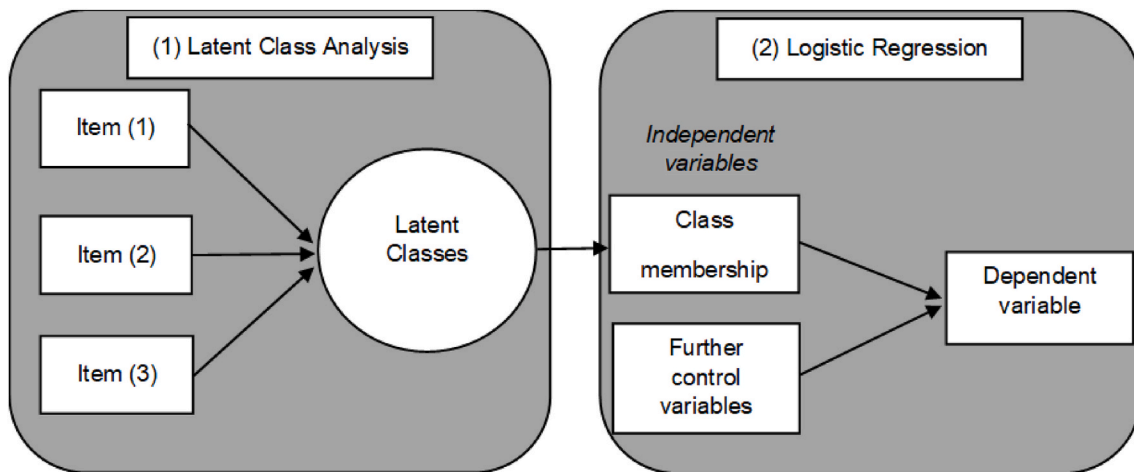 (1) Latent Class Analysis
Item (1)
Item (2)
Item (3)
Latent
Classes
(2) Logistic Regression
Independent
variables
Class
membership
Further
control
variables
Dependent
variable